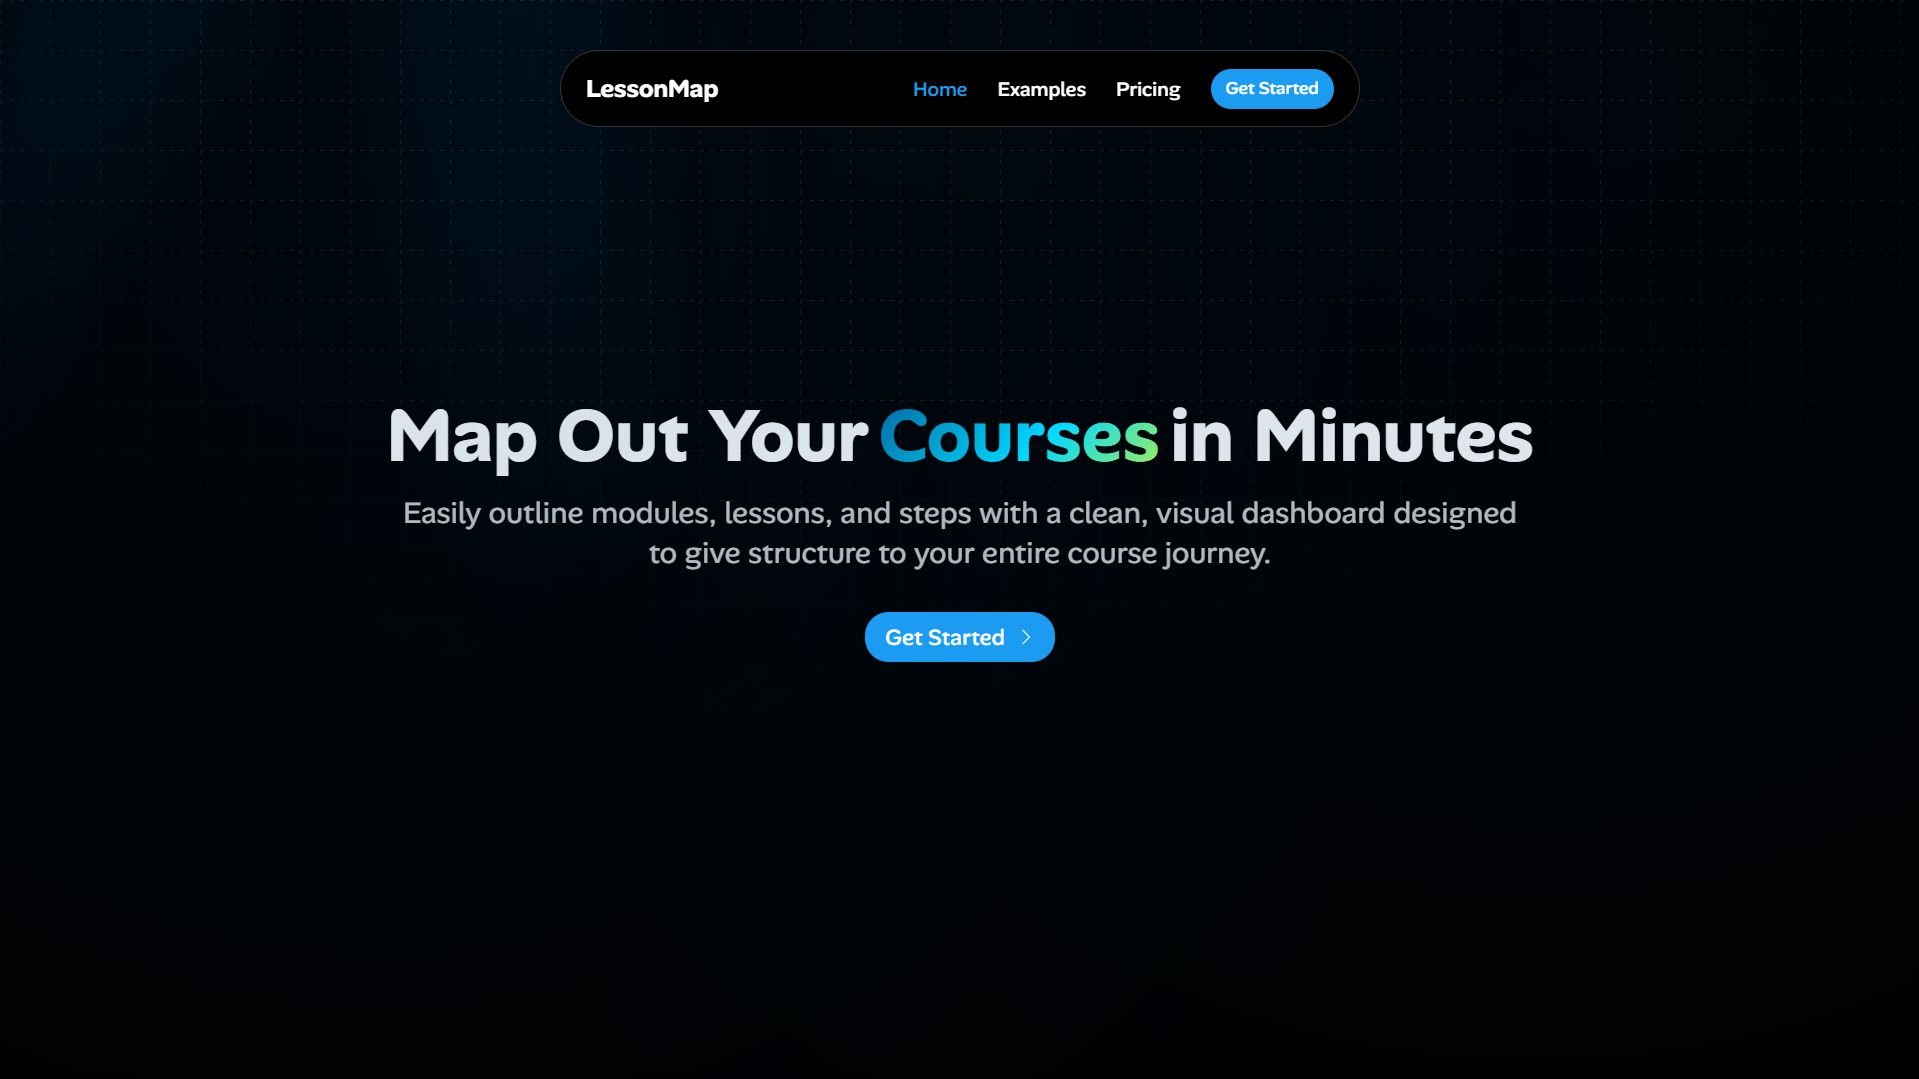 LessonMap
Home
Examples
Pricing
Get Started
Map Out Your Courses in Minutes
Easily outline modules, lessons, and steps with a clean, visual dashboard designed
to give structure to your entire course journey.
Get Started